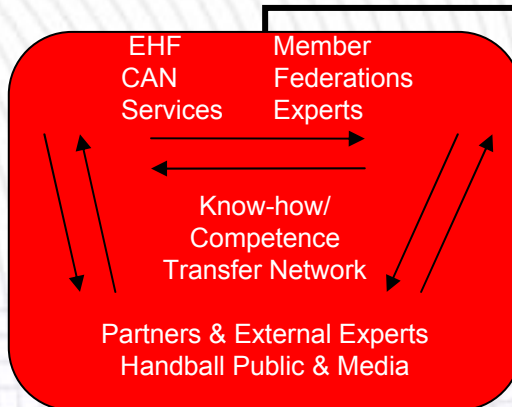 EHF
CAN
Services
Member
Federations
Experts
Know-how/
Competence
Transfer Network
Partners & External Experts
Handball Public & Media